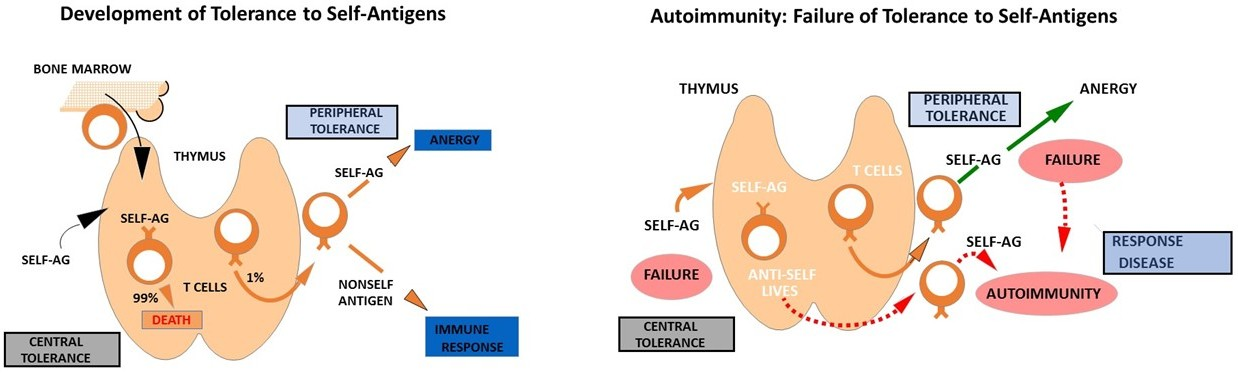 Development of Tolerance to Self-Antigens
BONE MARROW
PERIPHERAL
TOLERANCE
ANERGY
THYMUS
SELF-AG
SELF-AG
SELF-AG
1%
NONSELF
ANTIGEN
99%
T CELLS
DEATH
IMMUNE
RESPONSE
CENTRAL
TOLERANCE
Autoimmunity: Failure of Tolerance to Self-Antigens
THYMUS
PERIPHERAL
TOLERANCE
ANERGY
T CELLS
SELF-AG
FAILURE
SELF-AG
SELF-AG
SELF-AG
RESPONSE
DISEASE
FAILURE
ANTI-SELF
LIVES
AUTOIMMUNITY
CENTRAL
TOLERANCE